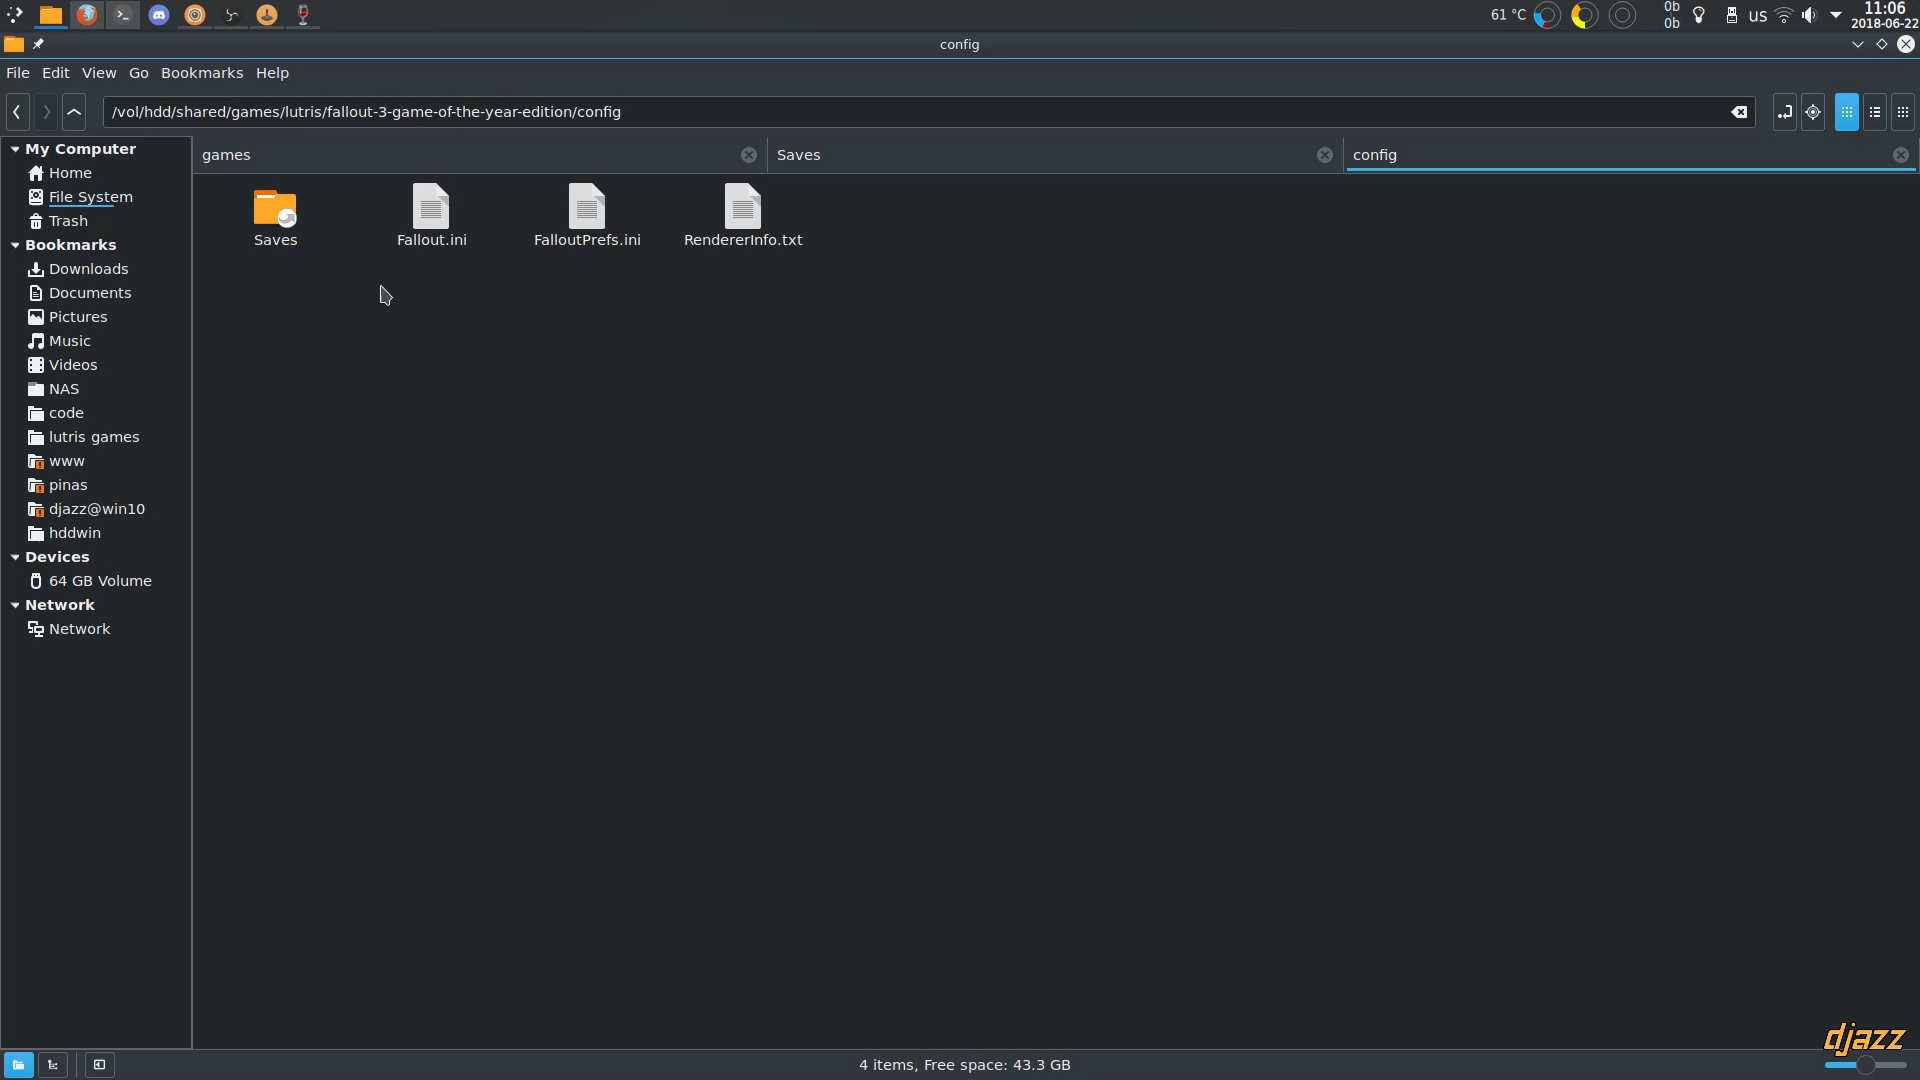 61 °C
0b
0b
us
11:06
2018-06-22
config
File Edit View Go Bookmarks Help
/vol/hdd/shared/games/lutris/fallout-3-game-of-the-year-edition/config
My Computer
Home
File System
Trash
Bookmarks
Downloads
Documents
Pictures
Music
Videos
NAS
code
lutris games
www
pinas
djazz@win10
hddwin
Devices
64 GB Volume
Network
Network
games
Saves
config
Saves
Fallout.ini
FalloutPrefs.ini
RendererInfo.txt
4 items, Free space: 43.3 GB
djazz